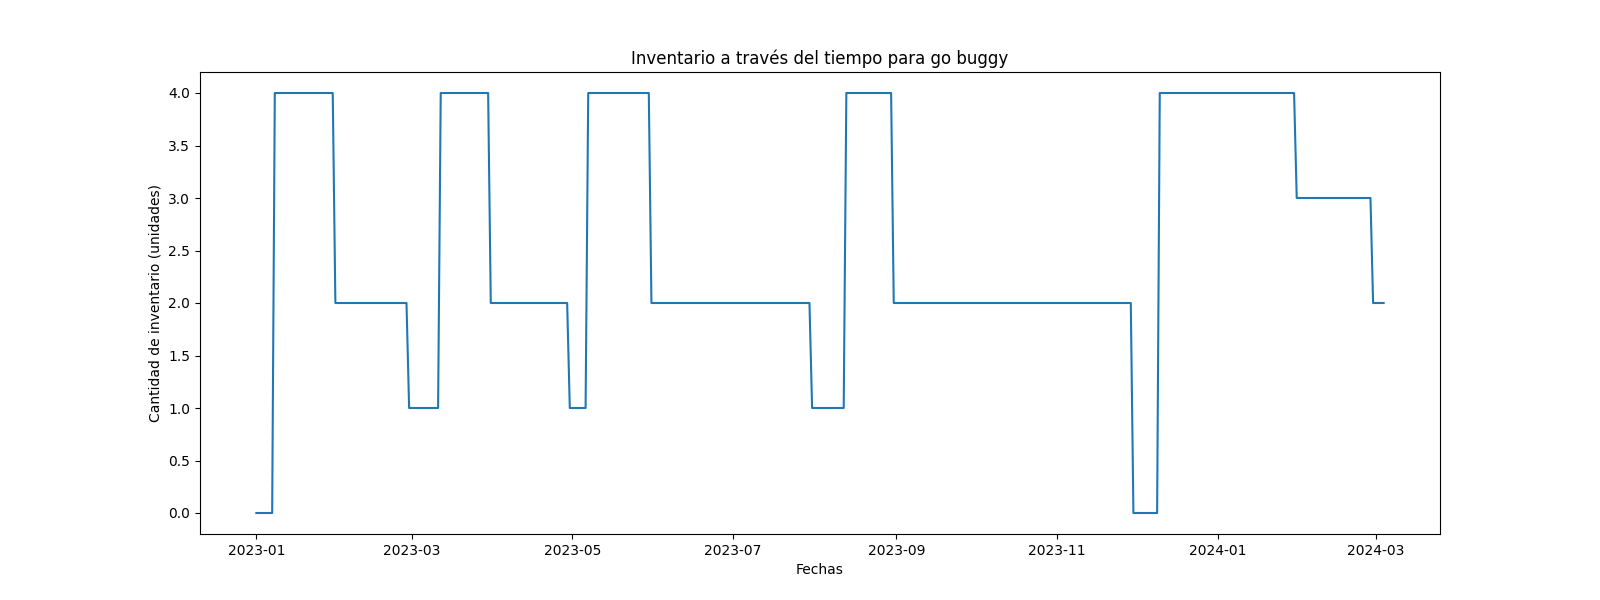 Inventario a través del tiempo para go buggy
Cantidad de inventario (unidades)
4.0
3.5
3.0
2.5
2.0
1.5
1.0
0.5
0.0
2023-01 2023-03 2023-05 2023-07 2023-09 2023-11 2024-01 2024-03
Fechas